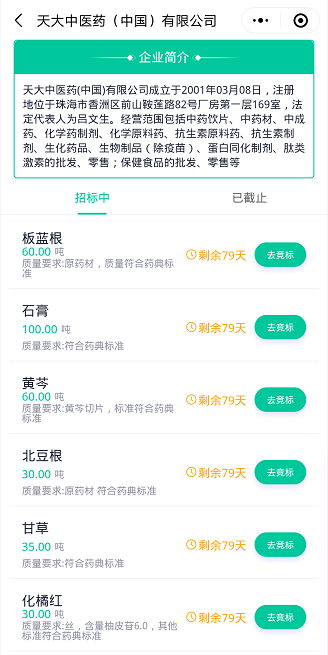 天大中医药（中国）有限公司
企业简介
天大中医药(中国)有限公司成立于2001年03月08日，注册
地位于珠海市香洲区前山鞍莲路82号厂房第一层169室，法
定代表人为吕文生。经营范围包括中药饮片、中药材、中成
药、化学药制剂、化学原料药、抗生素原料药、抗生素制
剂、生化药品、生物制品（除疫苗）、蛋白同化制剂、肽类
激素的批发、零售；保健食品的批发、零售等
招标中
已截止
板蓝根
60.00 吨
质量要求:原药材，质量符合药典标
准
剩余79天
去竞标
石膏
100.00 吨
质量要求:符合药典标准
剩余79天
去竞标
黄芩
60.00 吨
质量要求:黄芩切片，标准符合药典
标准
剩余79天
去竞标
北豆根
30.00 吨
质量要求:原药材 符合药典标准
剩余79天
去竞标
甘草
35.00 吨
质量要求:符合药典标准
剩余79天
去竞标
化橘红
30.00 吨
质量要求:丝，含量柚皮苷6.0，其他
标准符合药典标准
剩余79天
去竞标